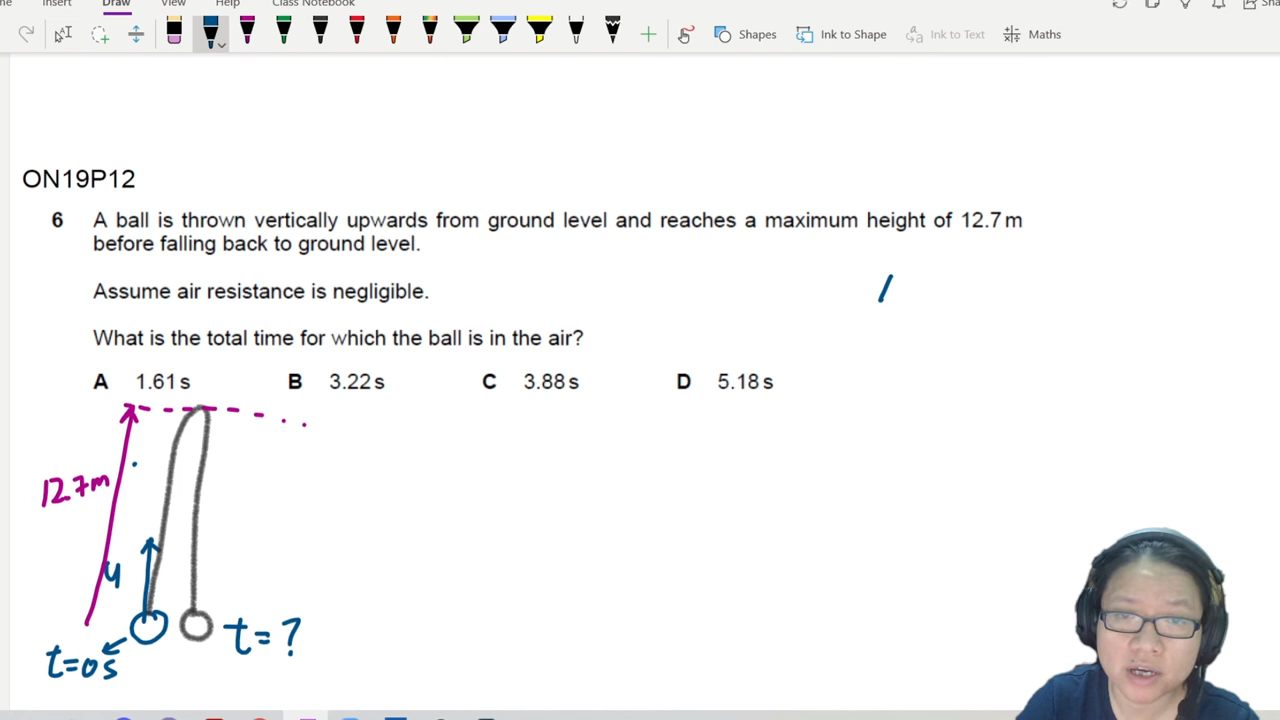 Insert Draw View Help Class Notebook
Shapes Ink to Shape Ink to Text Maths
ON19P12
6 A ball is thrown vertically upwards from ground level and reaches a maximum height of 12.7 m
before falling back to ground level.
Assume air resistance is negligible.
What is the total time for which the ball is in the air?
A 1.61 s B 3.22 s C 3.88 s D 5.18 s
12.7m
u
t=?
t=0s